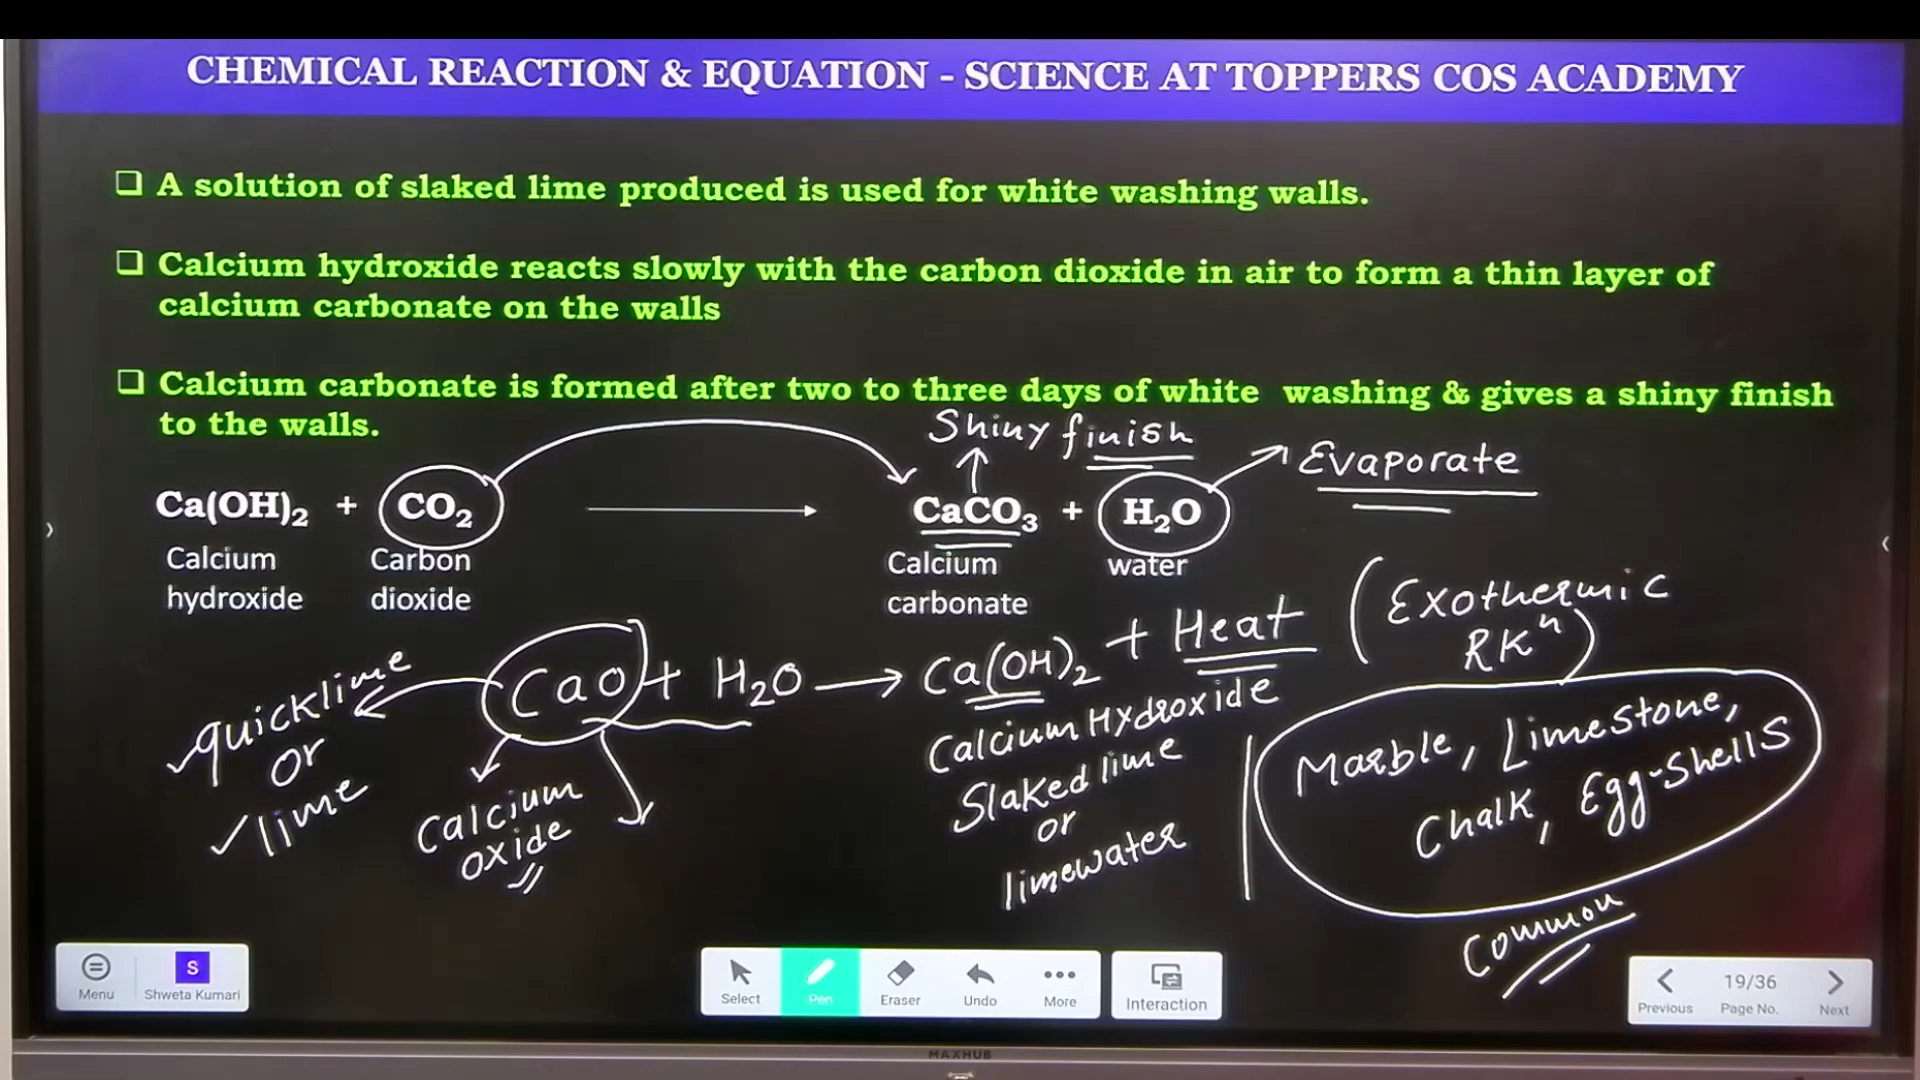 CHEMICAL REACTION & EQUATION - SCIENCE AT TOPPERS COS ACADEMY
❑ A solution of slaked lime produced is used for white washing walls.
❑ Calcium hydroxide reacts slowly with the carbon dioxide in air to form a thin layer of
calcium carbonate on the walls
❑ Calcium carbonate is formed after two to three days of white washing & gives a shiny finish
to the walls.
Shiny finish
Evaporate
Ca(OH)₂ + CO₂ ⟶ CaCO₃ + H₂O
Calcium Carbon Calcium water
hydroxide dioxide carbonate
CaO + H₂O → Ca(OH)₂ + Heat (Exothermic
RKⁿ)
quicklime
or
lime
Calcium
oxide
Calcium Hydroxide
Slaked lime
or
limewater
Marble, Limestone,
Chalk, Egg-Shells
Common
S
Menu Shweta Kumari
Select Pen Eraser Undo More Interaction
19/36
Previous Page No. Next
MAXHUB